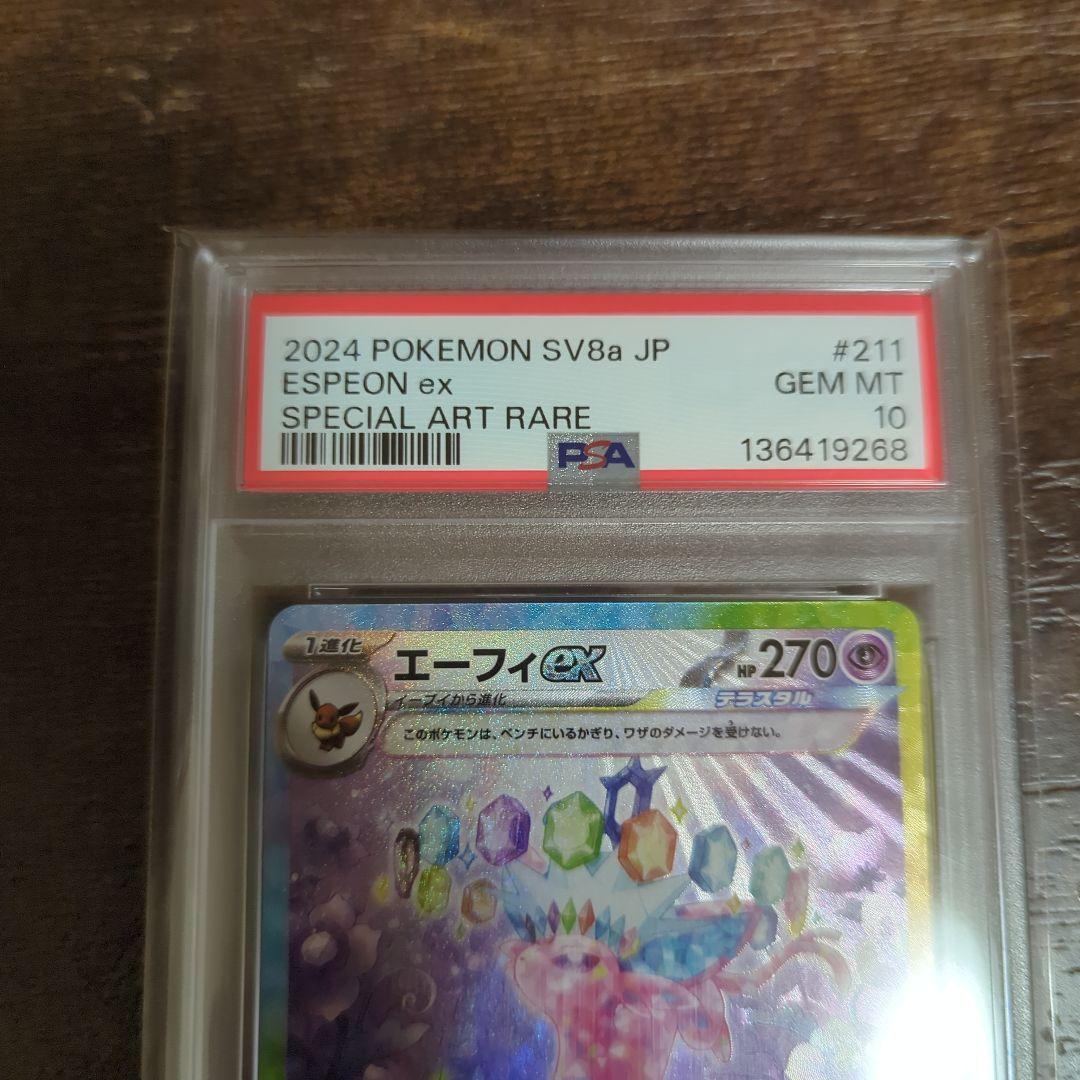 2024 POKEMON SV8a JP #211
ESPEON ex GEM MT
SPECIAL ART RARE 10
PSA 136419268
1進化 エーフィex HP 270
イーブイから進化 テラスタル
このポケモンは、ベンチにいるかぎり、ワザのダメージを受けない。